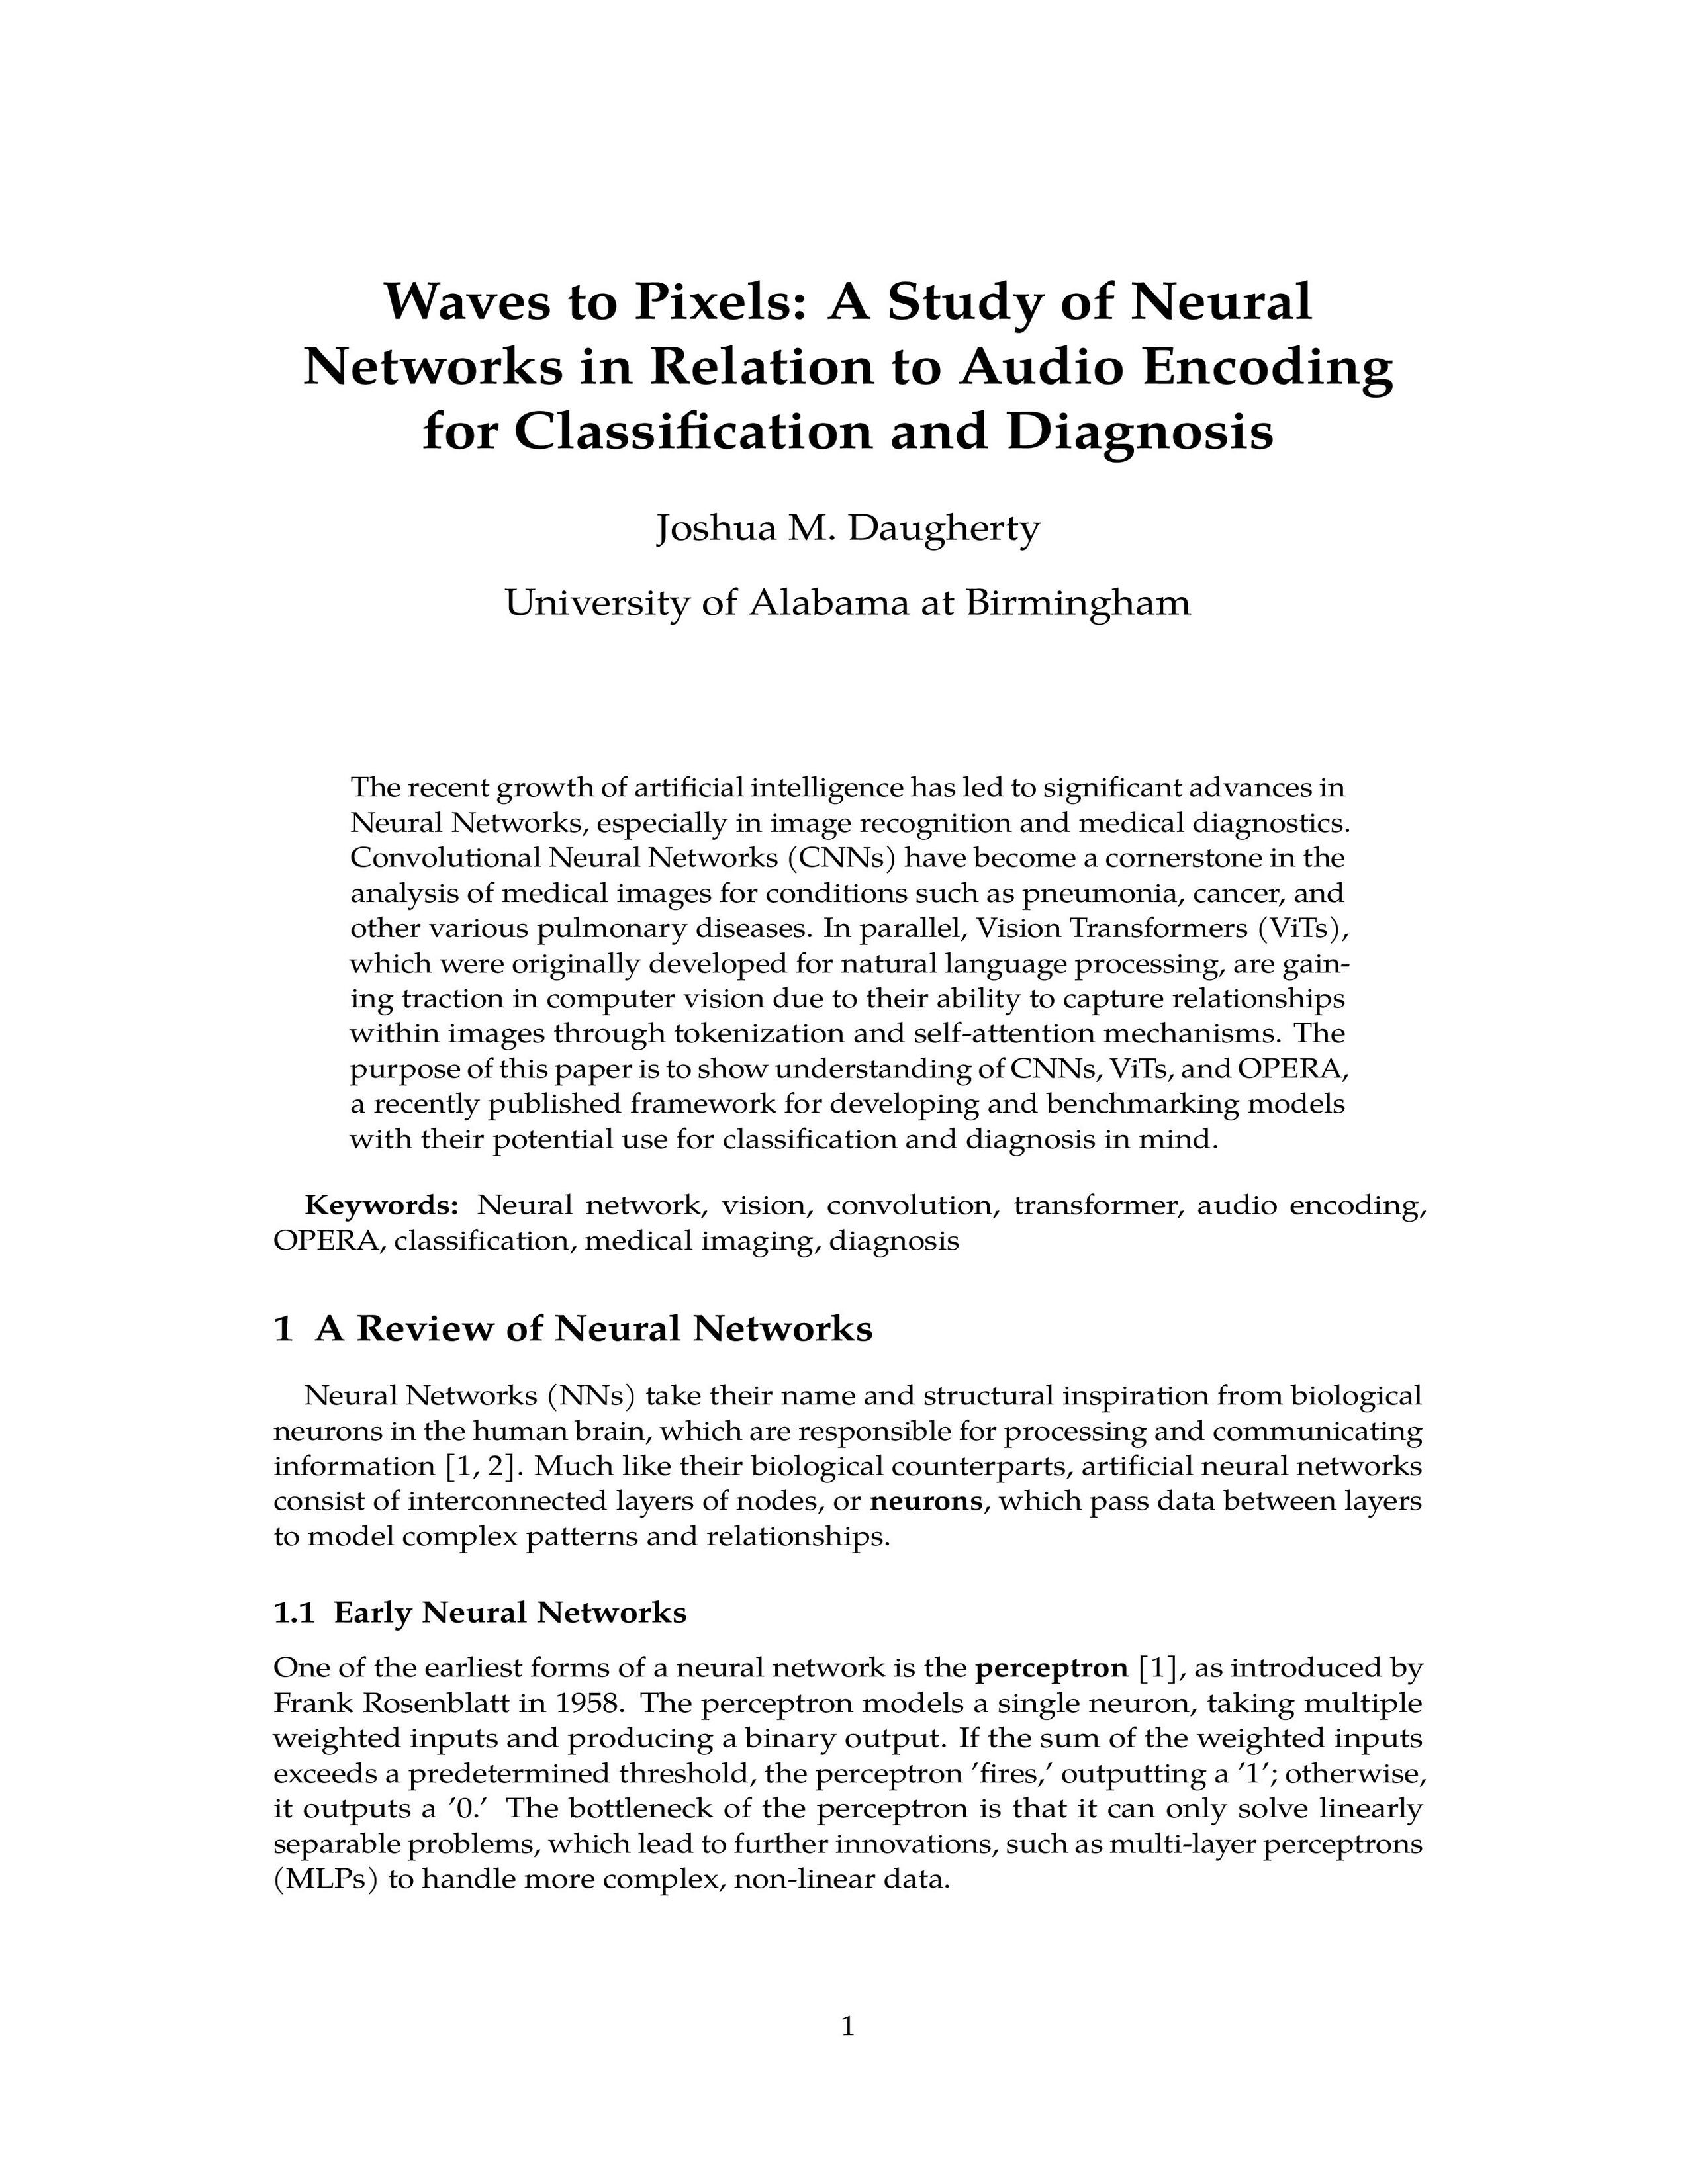 Waves to Pixels: A Study of Neural
Networks in Relation to Audio Encoding
for Classification and Diagnosis
Joshua M. Daugherty
University of Alabama at Birmingham
The recent growth of artificial intelligence has led to significant advances in
Neural Networks, especially in image recognition and medical diagnostics.
Convolutional Neural Networks (CNNs) have become a cornerstone in the
analysis of medical images for conditions such as pneumonia, cancer, and
other various pulmonary diseases. In parallel, Vision Transformers (ViTs),
which were originally developed for natural language processing, are gain-
ing traction in computer vision due to their ability to capture relationships
within images through tokenization and self-attention mechanisms. The
purpose of this paper is to show understanding of CNNs, ViTs, and OPERA,
a recently published framework for developing and benchmarking models
with their potential use for classification and diagnosis in mind.
Keywords: Neural network, vision, convolution, transformer, audio encoding,
OPERA, classification, medical imaging, diagnosis
1 A Review of Neural Networks
Neural Networks (NNs) take their name and structural inspiration from biological
neurons in the human brain, which are responsible for processing and communicating
information [1, 2]. Much like their biological counterparts, artificial neural networks
consist of interconnected layers of nodes, or neurons, which pass data between layers
to model complex patterns and relationships.
1.1 Early Neural Networks
One of the earliest forms of a neural network is the perceptron [1], as introduced by
Frank Rosenblatt in 1958. The perceptron models a single neuron, taking multiple
weighted inputs and producing a binary output. If the sum of the weighted inputs
exceeds a predetermined threshold, the perceptron ’fires,’ outputting a ’1’; otherwise,
it outputs a ’0.’ The bottleneck of the perceptron is that it can only solve linearly
separable problems, which lead to further innovations, such as multi-layer perceptrons
(MLPs) to handle more complex, non-linear data.
1